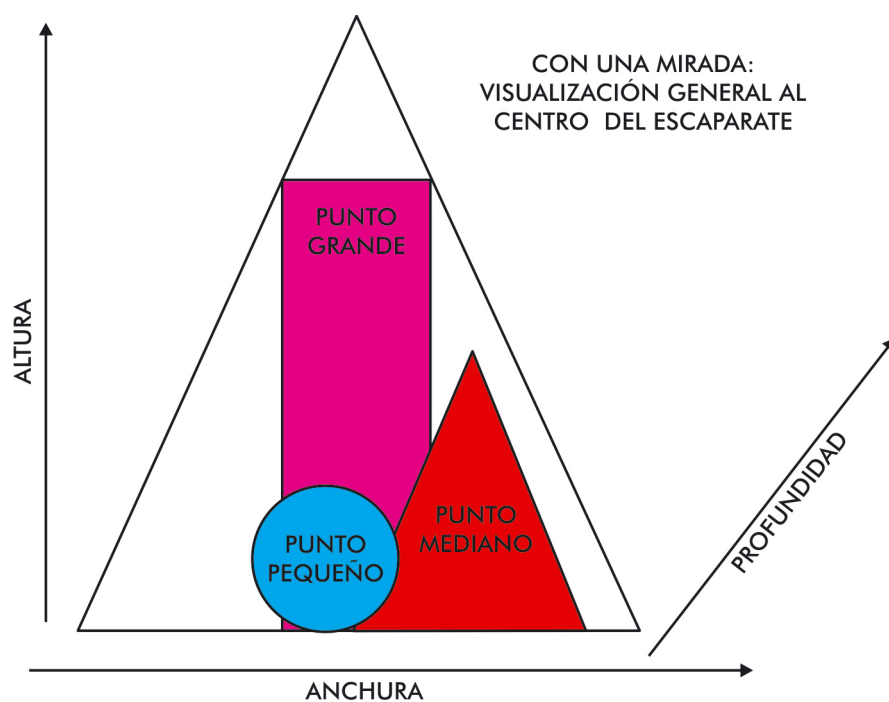 CON UNA MIRADA:
VISUALIZACIÓN GENERAL AL
CENTRO DEL ESCAPARATE
PUNTO
GRANDE
ALTURA
PROFUNDIDAD
PUNTO
MEDIANO
PUNTO
PEQUEÑO
ANCHURA